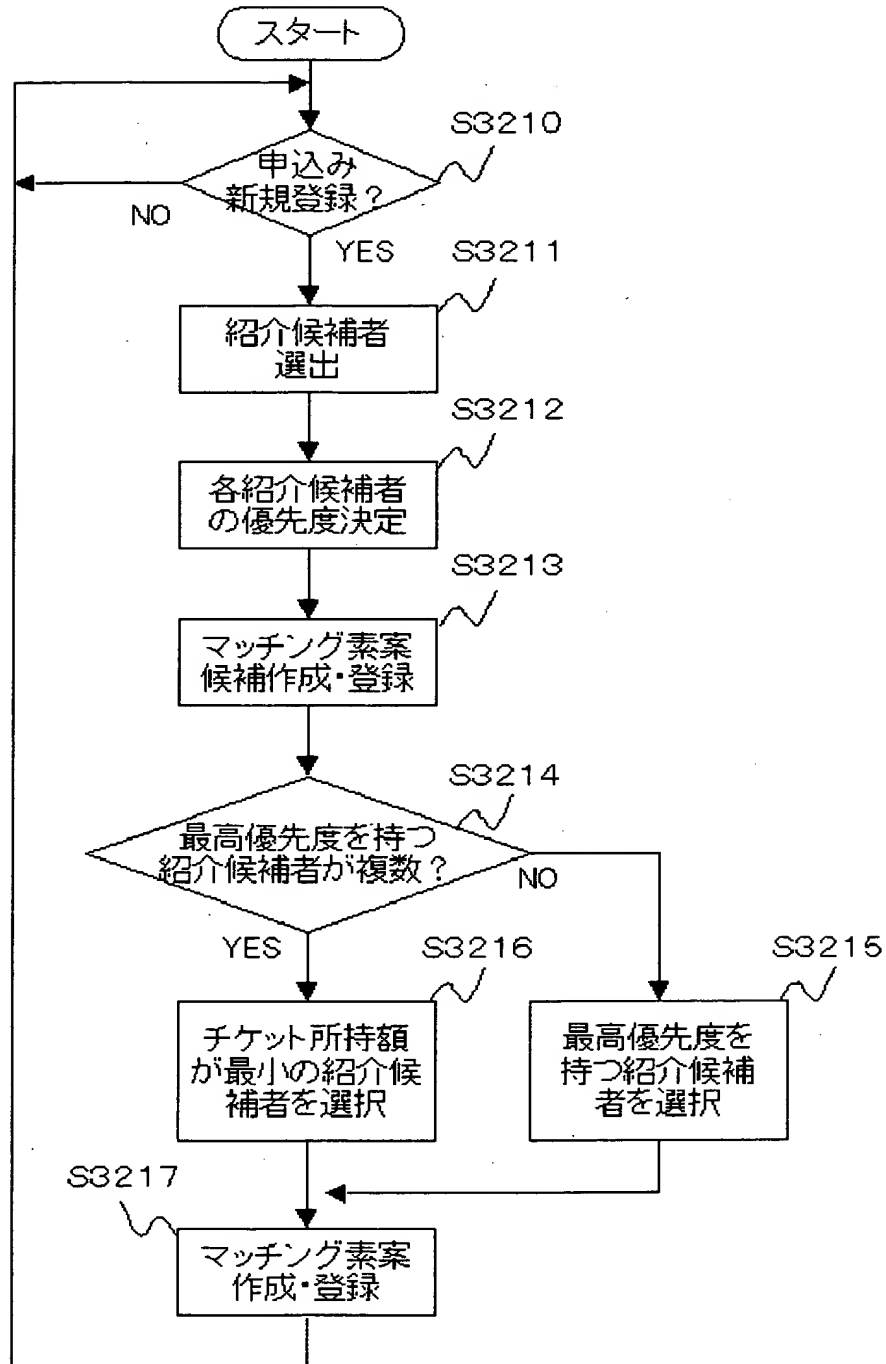 スタート
S3210
申込み
新規登録？
NO
YES
S3211
紹介候補者
選出
S3212
各紹介候補者
の優先度決定
S3213
マッチング素案
候補作成・登録
S3214
最高優先度を持つ
紹介候補者が複数？
NO
YES
S3216
S3215
チケット所持額
が最小の紹介候
補者を選択
最高優先度を
持つ紹介候補
者を選択
S3217
マッチング素案
作成・登録